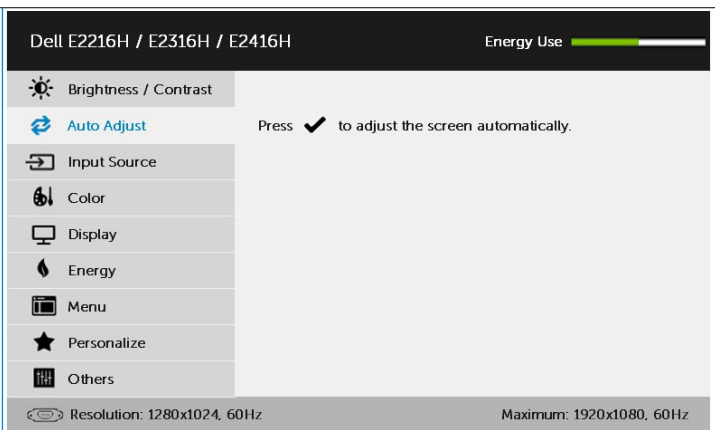 Dell E2216H / E2316H / E2416H
Energy Use
Brightness / Contrast
Auto Adjust
Press ✔ to adjust the screen automatically.
Input Source
Color
Display
Energy
Menu
Personalize
Others
Resolution: 1280x1024, 60Hz
Maximum: 1920x1080, 60Hz